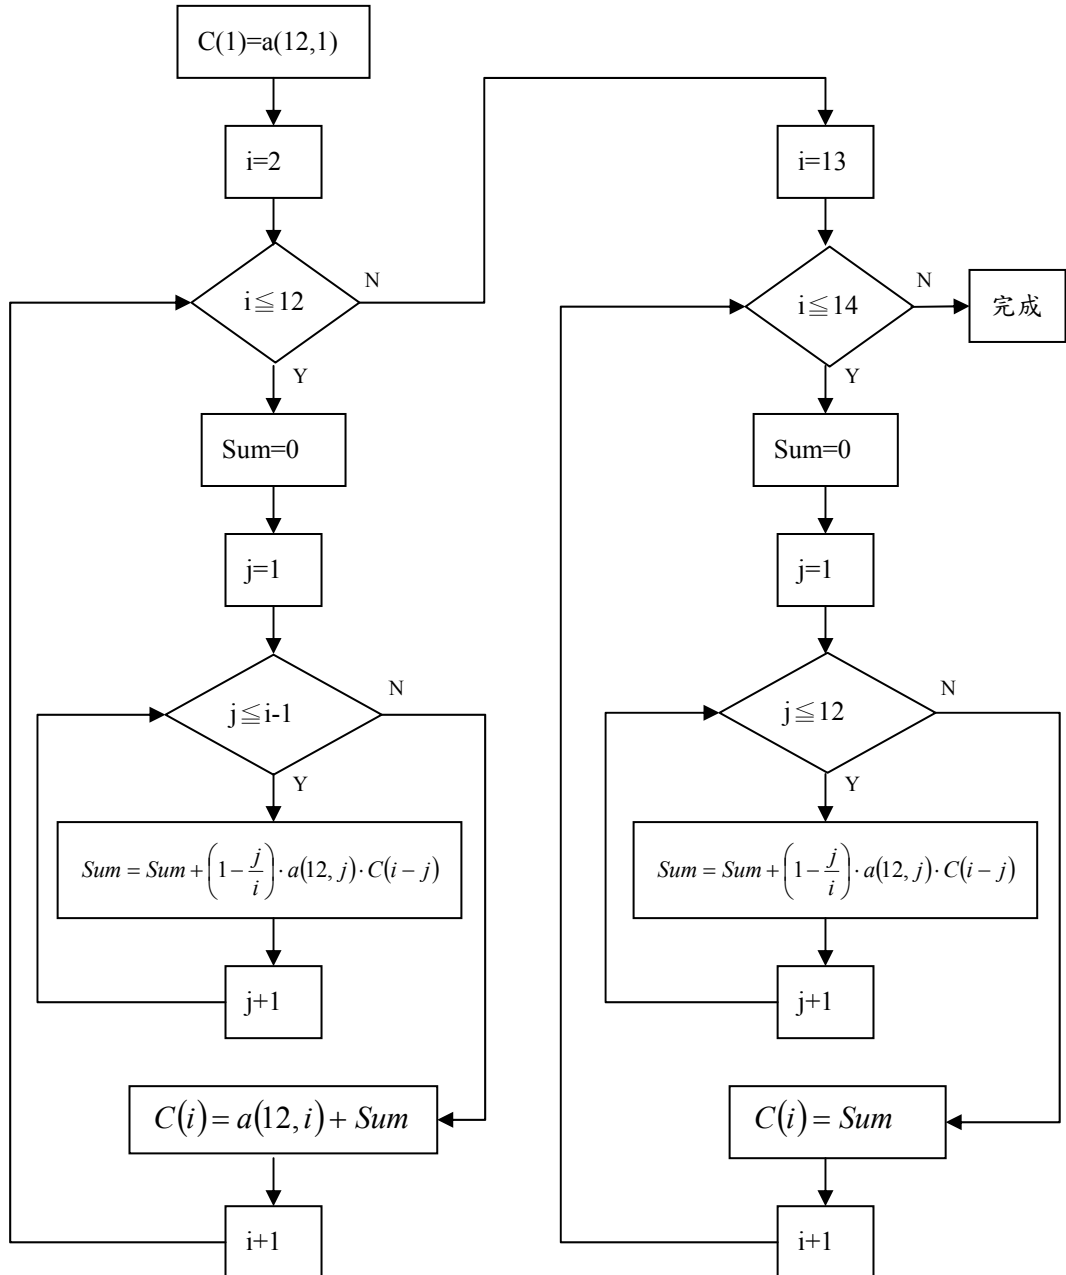 C(1)=a(12,1)
i=2
i≦12
N
Y
Sum=0
j=1
j≦i-1
N
Y
Sum = Sum + (1 - j/i) · a(12, j) · C(i - j)
j+1
C(i) = a(12, i) + Sum
i+1
i=13
i≦14
N
完成
Y
Sum=0
j=1
j≦12
N
Y
Sum = Sum + (1 - j/i) · a(12, j) · C(i - j)
j+1
C(i) = Sum
i+1